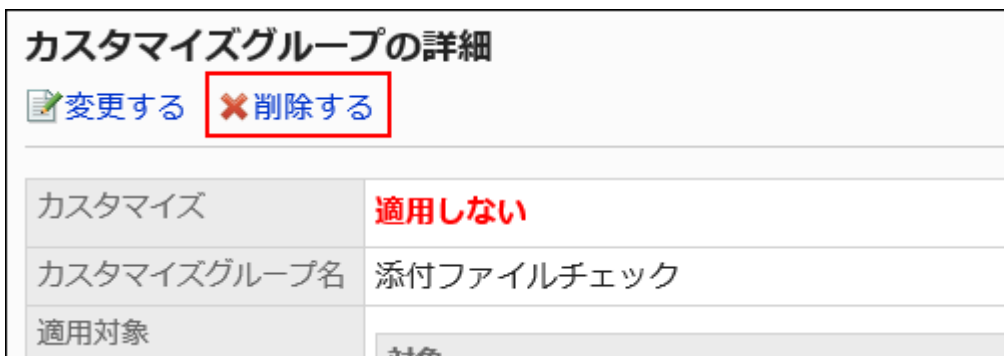 カスタマイズグループの詳細
変更する 削除する
カスタマイズ 適用しない
カスタマイズグループ名 添付ファイルチェック
適用対象
対象